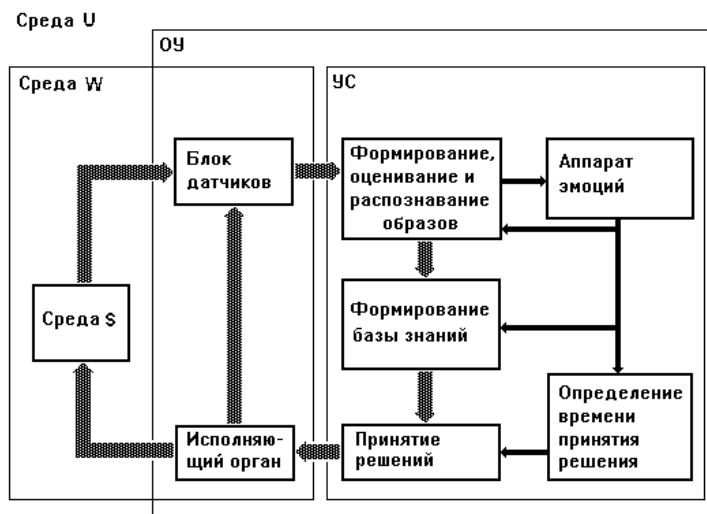 Среда U
ОУ
Среда W
УС
Блок
датчиков
Формирование,
оценивание и
распознавание
образов
Аппарат
эмоций
Среда S
Формирование
базы знаний
Определение
времени
принятия
решения
Исполняю-
щий орган
Принятие
решений